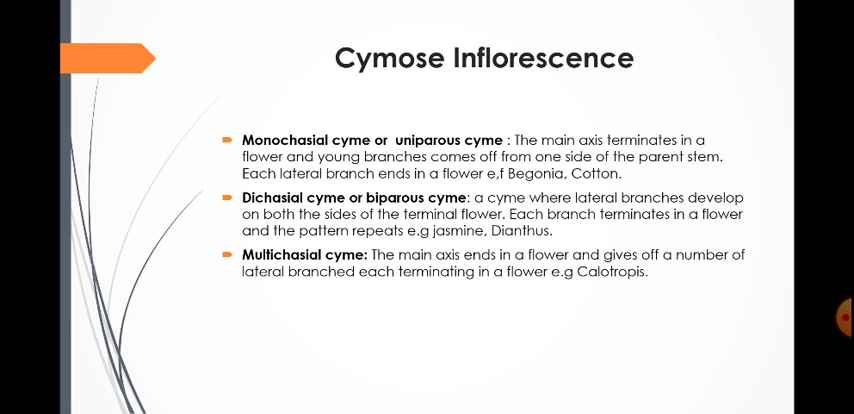 Cymose Inflorescence
Monochasial cyme or uniparous cyme : The main axis terminates in a
flower and young branches comes off from one side of the parent stem.
Each lateral branch ends in a flower e,f Begonia, Cotton.
Dichasial cyme or biparous cyme: a cyme where lateral branches develop
on both the sides of the terminal flower. Each branch terminates in a flower
and the pattern repeats e.g jasmine, Dianthus.
Multichasial cyme: The main axis ends in a flower and gives off a number of
lateral branched each terminating in a flower e.g Calotropis.